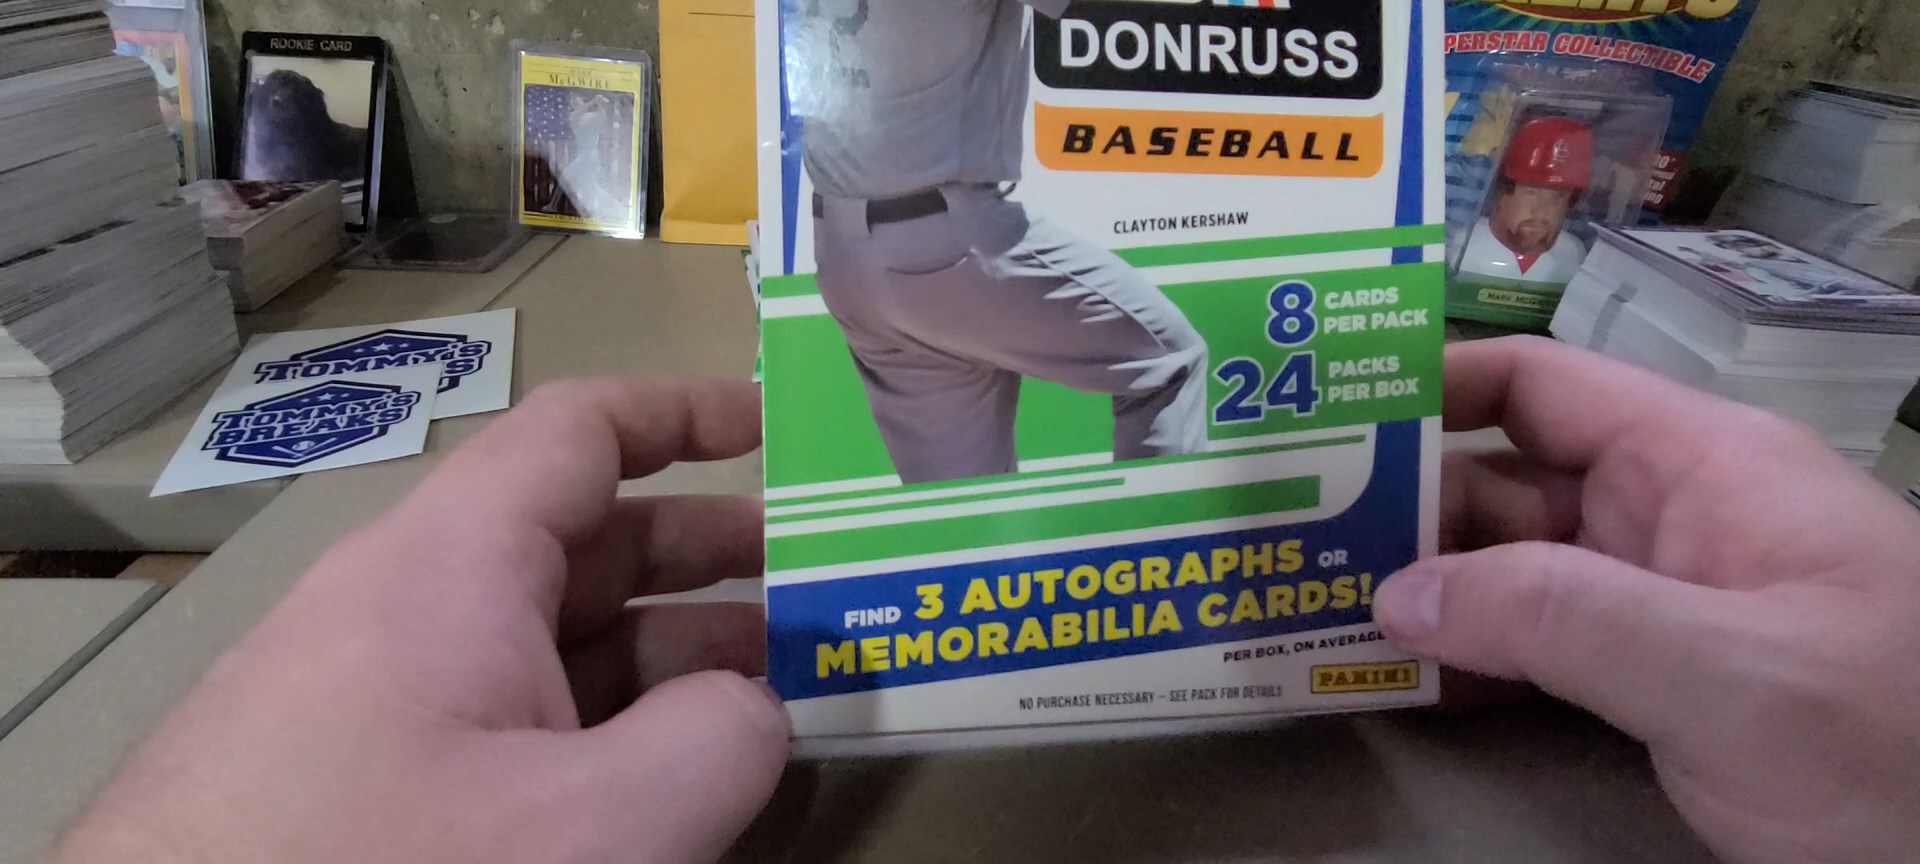 ROOKIE CARD
McGWIRE
DONRUSS
BASEBALL
CLAYTON KERSHAW
8 CARDS
PER PACK
24 PACKS
PER BOX
FIND 3 AUTOGRAPHS OR
MEMORABILIA CARDS!
PER BOX, ON AVERAGE
NO PURCHASE NECESSARY – SEE PACK FOR DETAILS
PANINI
TOMMY'S
TOMMY'S
BREAKS
PERSTAR COLLECTIBLE
MARK